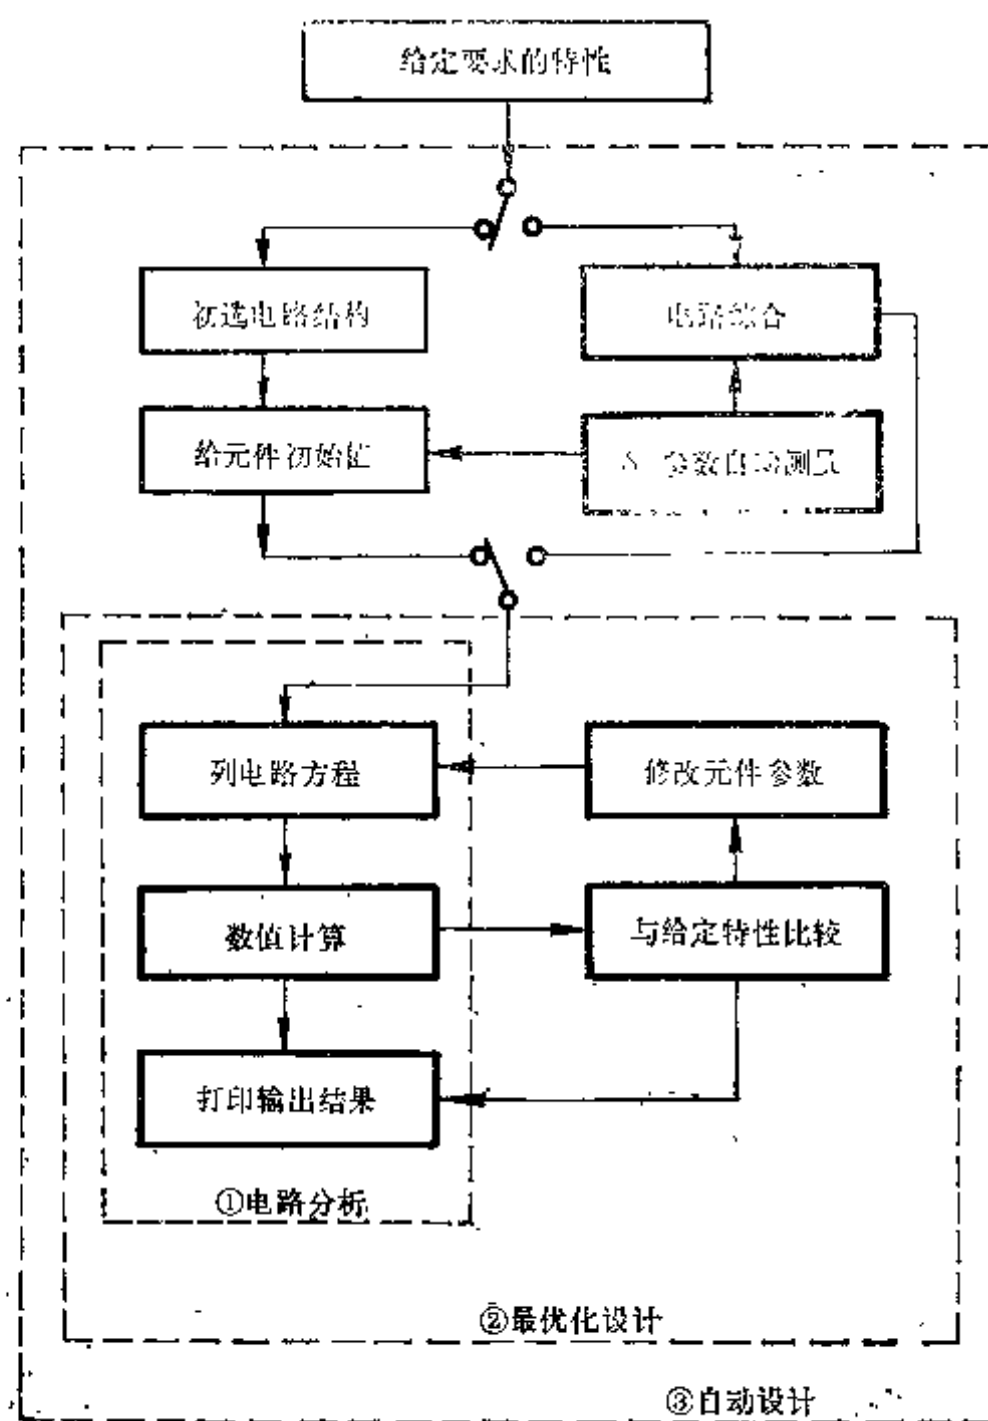 给定要求的特性
初选电路结构
电路综合
给元件初始值
参数自动测量
列电路方程
修改元件参数
数值计算
与给定特性比较
打印输出结果
①电路分析
②最优化设计
③自动设计